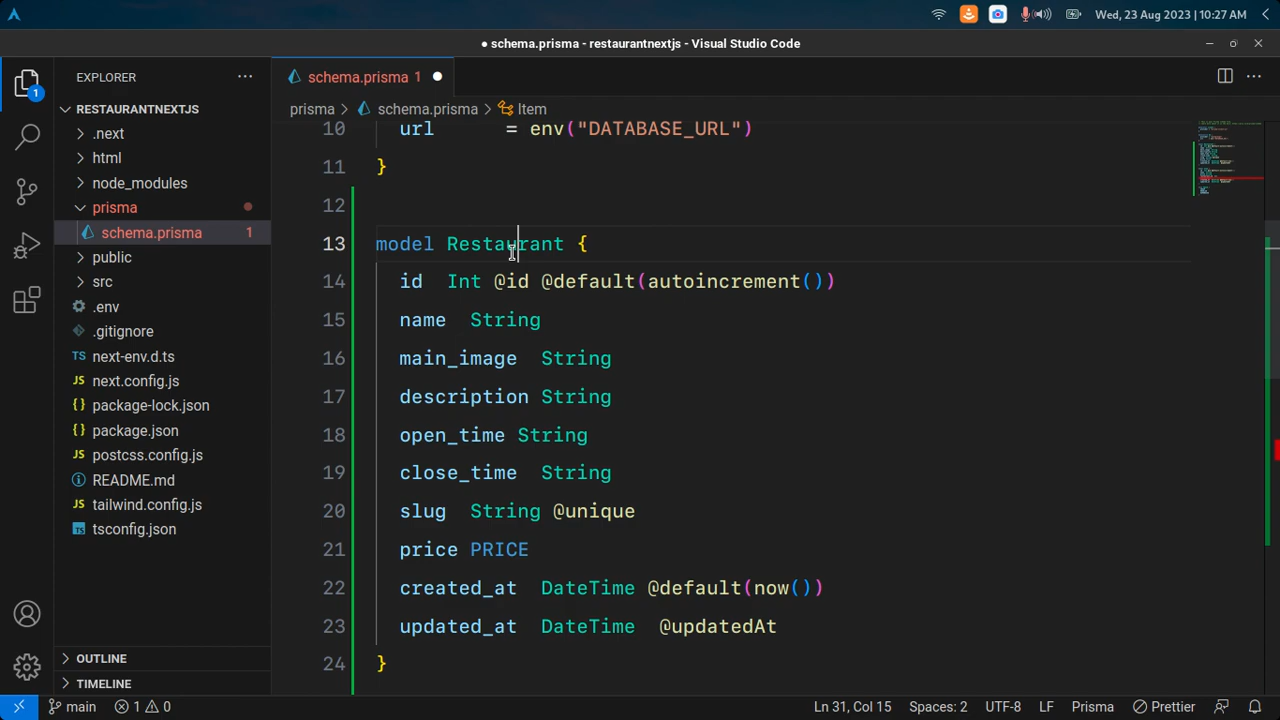 Wed, 23 Aug 2023 | 10:27 AM
● schema.prisma - restaurantnextjs - Visual Studio Code
EXPLORER
schema.prisma 1
RESTAURANTNEXTJS
.next
html
node_modules
prisma
schema.prisma 1
public
src
.env
.gitignore
TS next-env.d.ts
JS next.config.js
{} package-lock.json
{} package.json
JS postcss.config.js
README.md
JS tailwind.config.js
TS tsconfig.json
OUTLINE
TIMELINE
1
prisma > schema.prisma > Item
10 url = env("DATABASE_URL")
11 }
12
13 model Restaurant {
14 id Int @id @default(autoincrement())
15 name String
16 main_image String
17 description String
18 open_time String
19 close_time String
20 slug String @unique
21 price PRICE
22 created_at DateTime @default(now())
23 updated_at DateTime @updatedAt
24 }
main 1 0 Ln 31, Col 15 Spaces: 2 UTF-8 LF Prisma Prettier